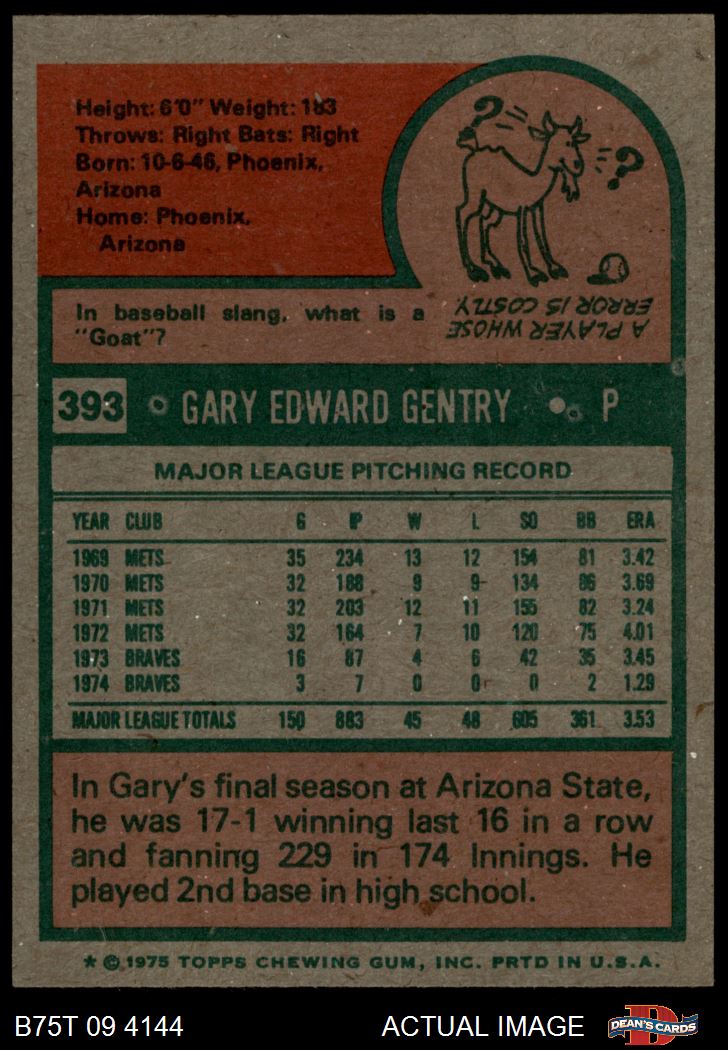 Height: 6'0" Weight: 183
Throws: Right Bats: Right
Born: 10-6-46, Phoenix,
Arizona
Home: Phoenix,
Arizona
? ?
In baseball slang, what is a
"Goat"?
A PLAYER WHOSE
ERROR IS COSTLY.
393 • GARY EDWARD GENTRY • P
MAJOR LEAGUE PITCHING RECORD
YEAR CLUB G IP W L SO BB ERA
1969 METS 35 234 13 12 154 81 3.42
1970 METS 32 188 9 9 134 86 3.69
1971 METS 32 203 12 11 155 82 3.24
1972 METS 32 164 7 10 120 75 4.01
1973 BRAVES 16 87 4 6 42 35 3.45
1974 BRAVES 3 7 0 0 0 2 1.29
MAJOR LEAGUE TOTALS 150 883 45 48 605 361 3.53
In Gary's final season at Arizona State,
he was 17-1 winning last 16 in a row
and fanning 229 in 174 Innings. He
played 2nd base in high school.
* © 1975 TOPPS CHEWING GUM, INC. PRTD IN U.S.A.
B75T 09 4144 ACTUAL IMAGE D DEAN'S CARDS